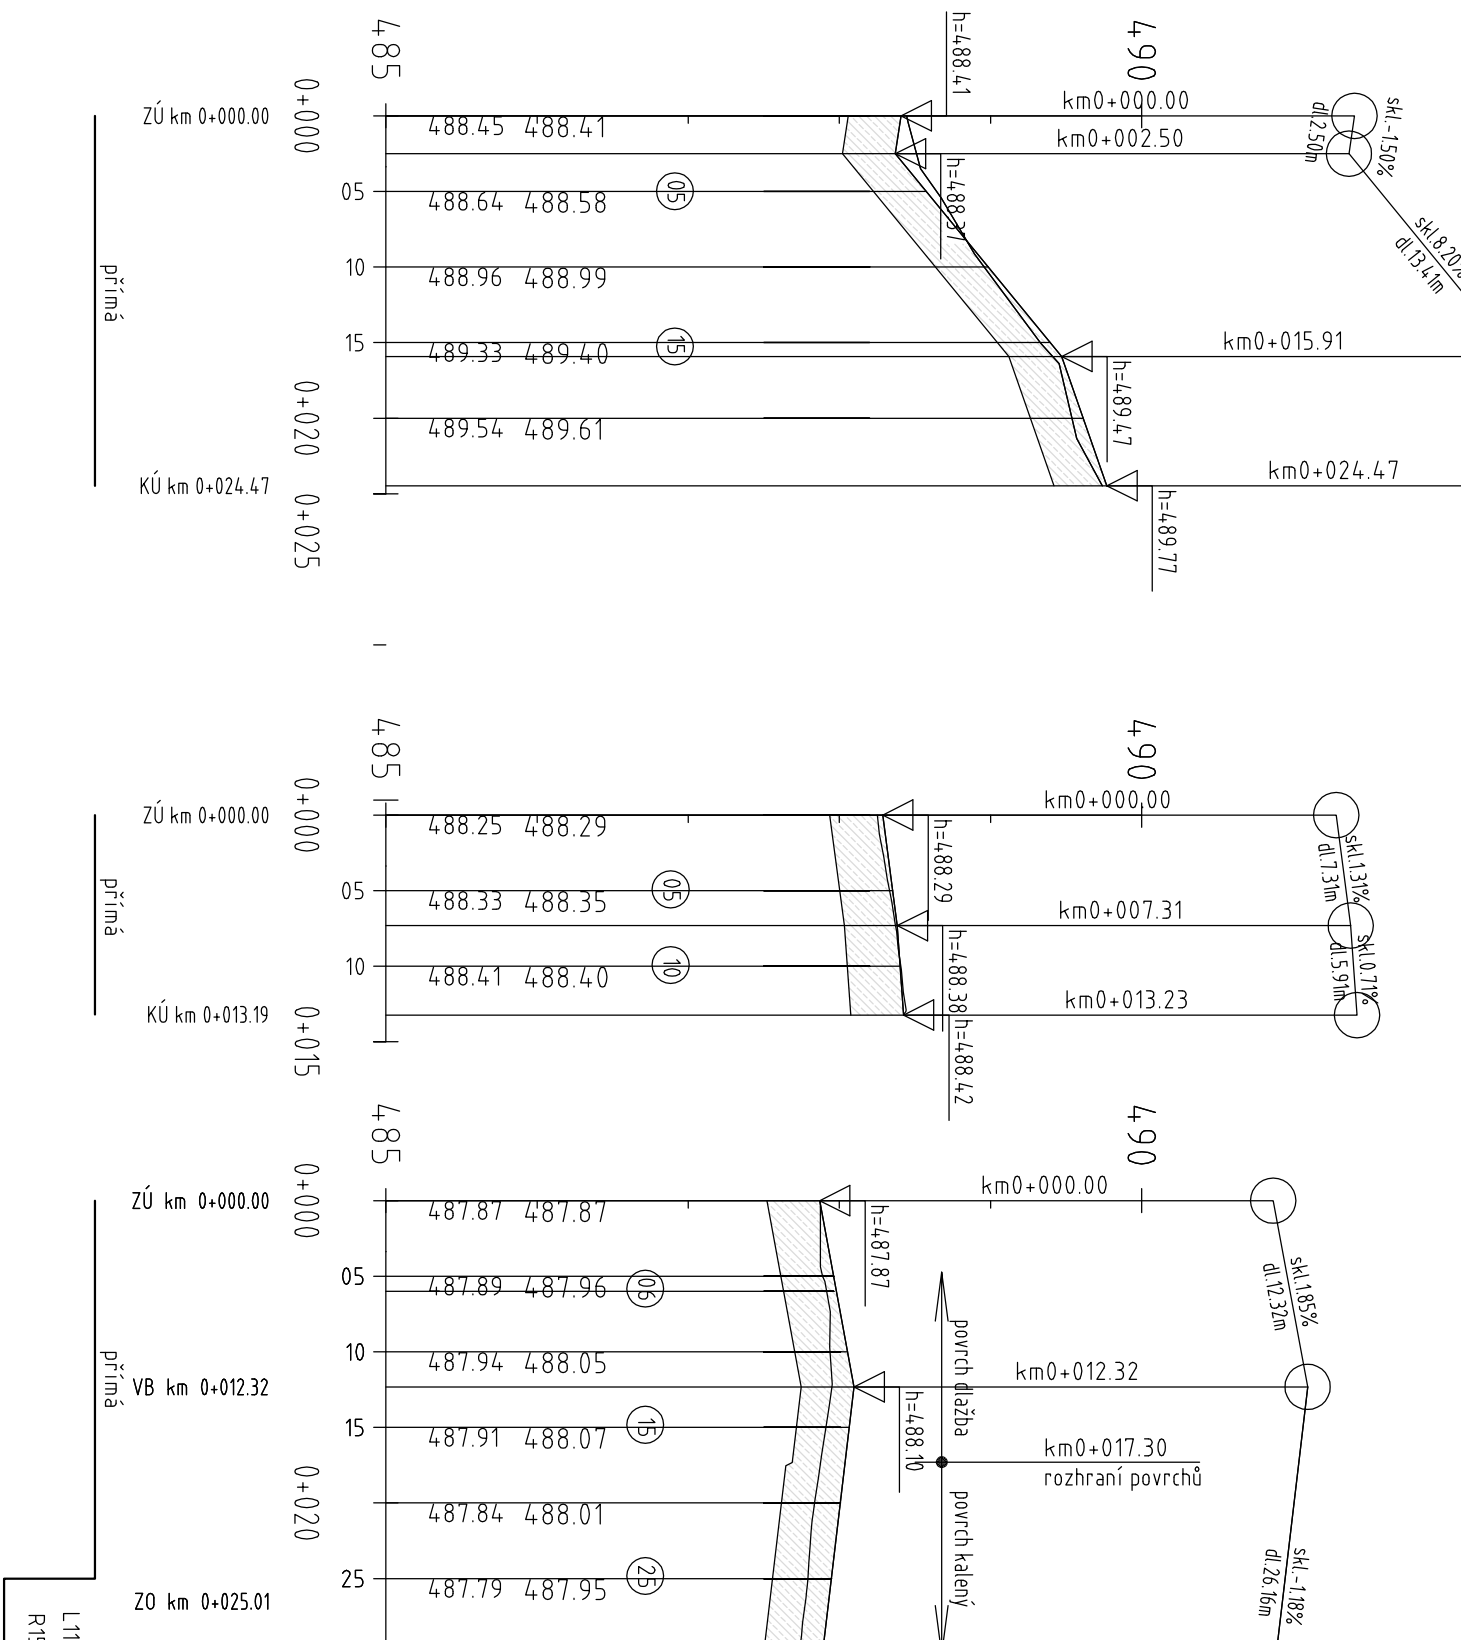 485
490
h=488.41
skl.-1.50%
dl.2.50m
ZÚ km 0+000.00
0+000
488.45 488.41
km0+000.00
km0+002.50
h=488.37
05
488.64 488.58
05
skl.8.20%
dl.13.41m
přímá
10
488.96 488.99
15
489.33 489.40
15
km0+015.91
h=489.47
0+020
489.54 489.61
KÚ km 0+024.47
km0+024.47
0+025
h=489.77
485
490
ZÚ km 0+000.00
0+000
488.25 488.29
km0+000.00
h=488.29
skl.1.31%
dl.7.31m
05
488.33 488.35
05
km0+007.31
přímá
h=488.38
skl.0.71%
dl.5.91m
10
488.41 488.40
10
KÚ km 0+013.19
km0+013.23
0+015
h=488.42
485
490
ZÚ km 0+000.00
0+000
487.87 487.87
km0+000.00
h=487.87
05
487.89 487.96
06
skl.1.85%
dl.12.32m
10
487.94 488.05
povrch dlažba
přímá
VB km 0+012.32
km0+012.32
h=488.10
15
487.91 488.07
15
km0+017.30
rozhraní povrchů
0+020
487.84 488.01
povrch kalený
25
487.79 487.95
25
skl.-1.18%
dl.26.16m
ZO km 0+025.01